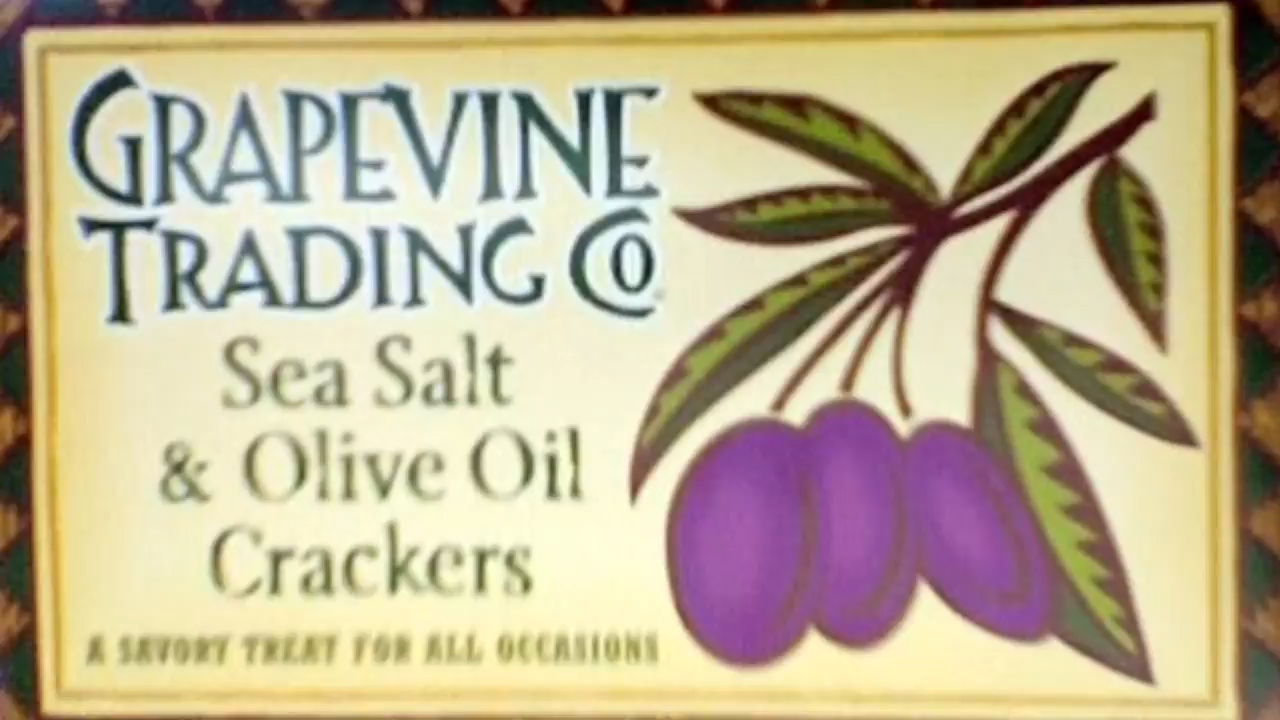 GRAPEVINE
TRADING CO
Sea Salt
& Olive Oil
Crackers
A SAVORY TREAT FOR ALL OCCASIONS